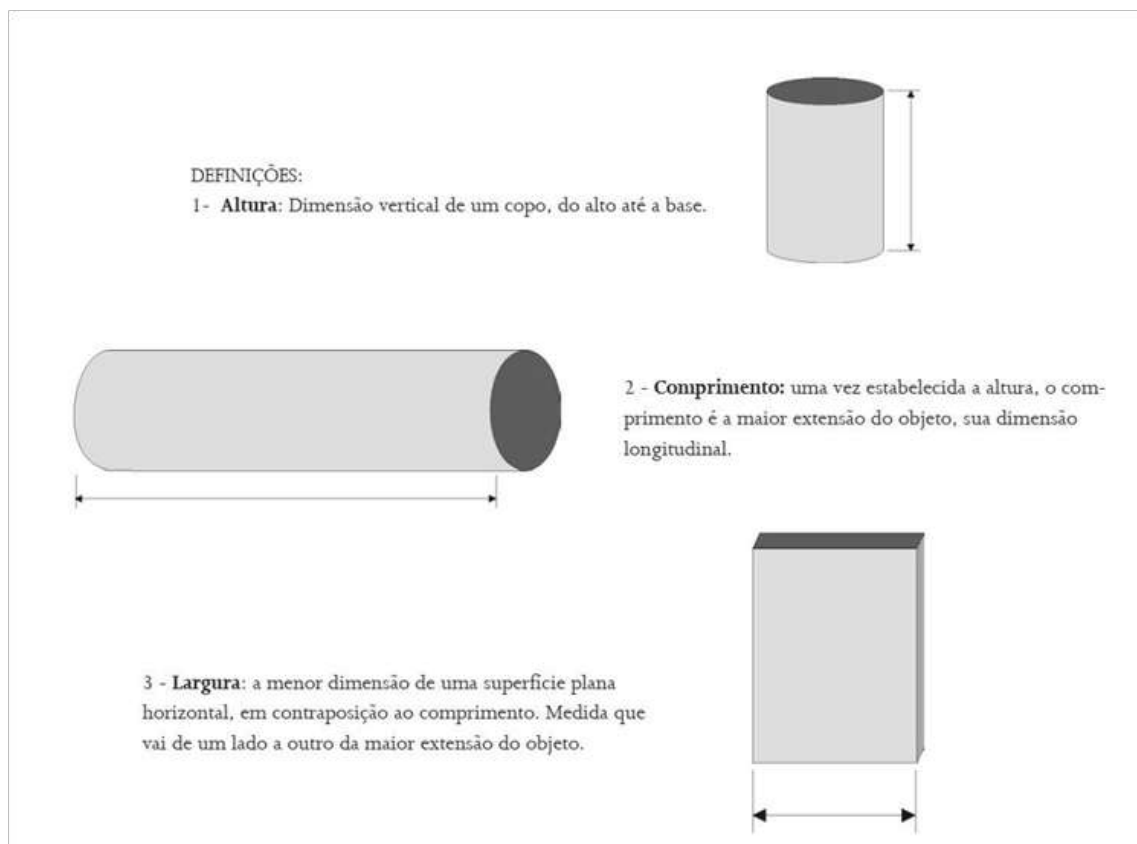 DEFINIÇÕES:
1- Altura: Dimensão vertical de um copo, do alto até a base.
2 - Comprimento: uma vez estabelecida a altura, o com-
primento é a maior extensão do objeto, sua dimensão
longitudinal.
3 - Largura: a menor dimensão de uma superfície plana
horizontal, em contraposição ao comprimento. Medida que
vai de um lado a outro da maior extensão do objeto.